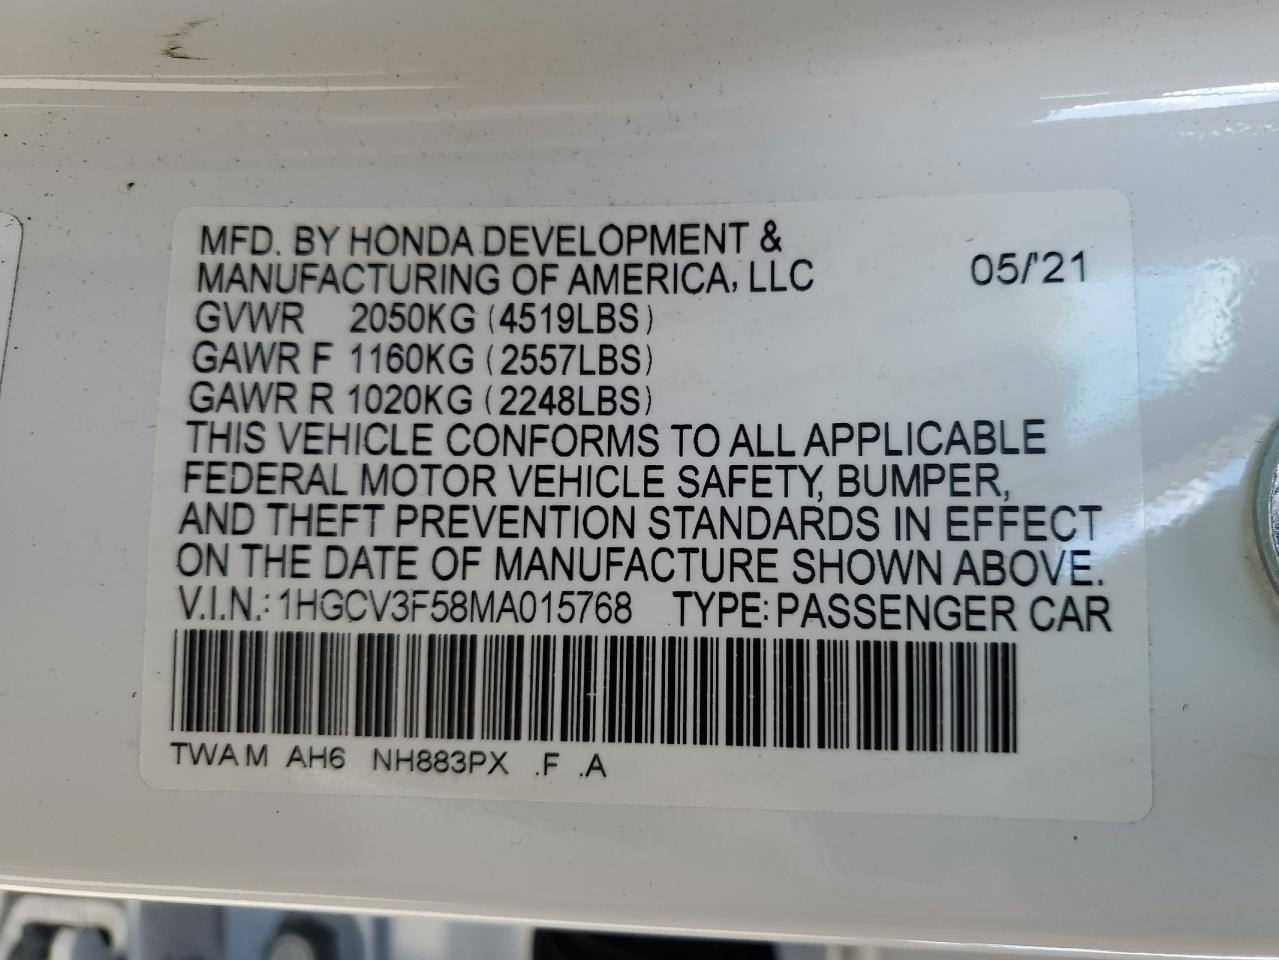 MFD. BY HONDA DEVELOPMENT &
MANUFACTURING OF AMERICA, LLC 05/'21
GVWR 2050KG (4519LBS)
GAWR F 1160KG (2557LBS)
GAWR R 1020KG (2248LBS)
THIS VEHICLE CONFORMS TO ALL APPLICABLE
FEDERAL MOTOR VEHICLE SAFETY, BUMPER,
AND THEFT PREVENTION STANDARDS IN EFFECT
ON THE DATE OF MANUFACTURE SHOWN ABOVE.
V.I.N.: 1HGCV3F58MA015768 TYPE: PASSENGER CAR
TWA M AH6 NH883PX .F .A